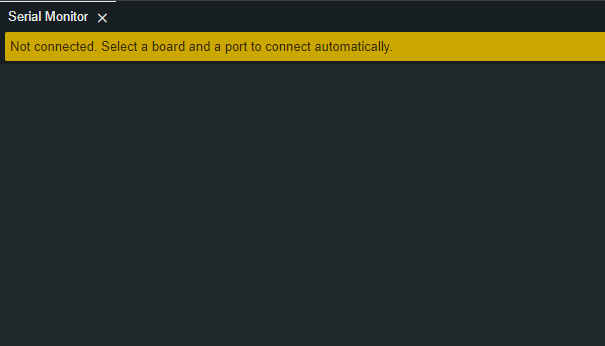 Serial Monitor
Not connected. Select a board and a port to connect automatically.